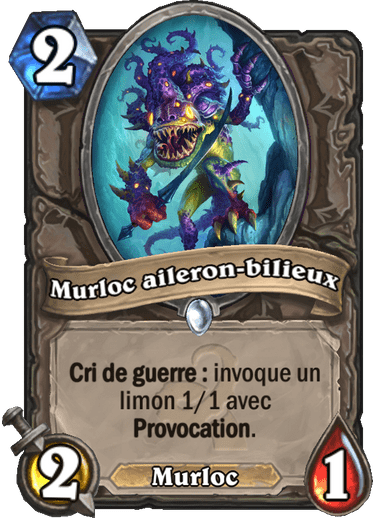 2
Murloc aileron-bilieux
Cri de guerre : invoque un
limon 1/1 avec
Provocation.
2
Murloc
1